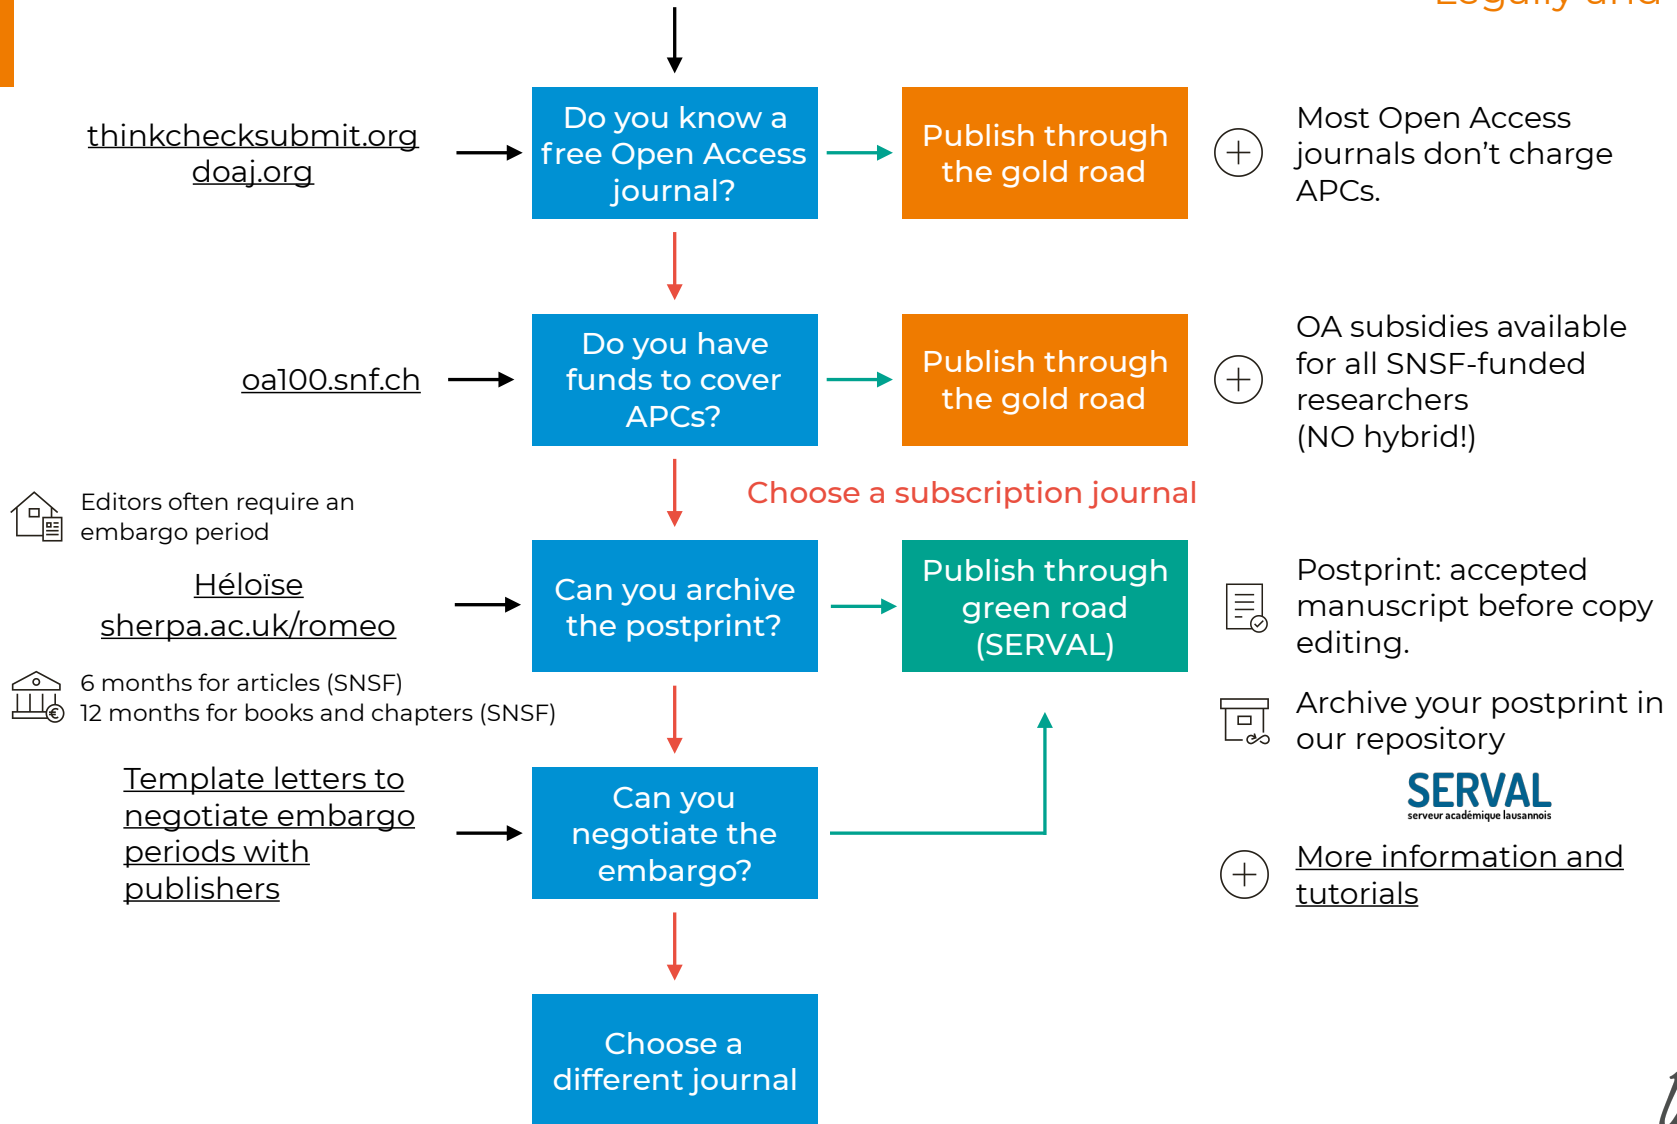 Legally and
thinkchecksubmit.org
doaj.org
Do you know a
free Open Access
journal?
Publish through
the gold road
Most Open Access
journals don't charge
APCs.
oa100.snf.ch
Do you have
funds to cover
APCs?
Publish through
the gold road
OA subsidies available
for all SNSF-funded
researchers
(NO hybrid!)
Choose a subscription journal
Editors often require an
embargo period
Héloïse
sherpa.ac.uk/romeo
6 months for articles (SNSF)
12 months for books and chapters (SNSF)
Can you archive
the postprint?
Publish through
green road
(SERVAL)
Postprint: accepted
manuscript before copy
editing.
Archive your postprint in
our repository
SERVAL
serveur académique lausannois
Template letters to
negotiate embargo
periods with
publishers
Can you
negotiate the
embargo?
More information and
tutorials
Choose a
different journal